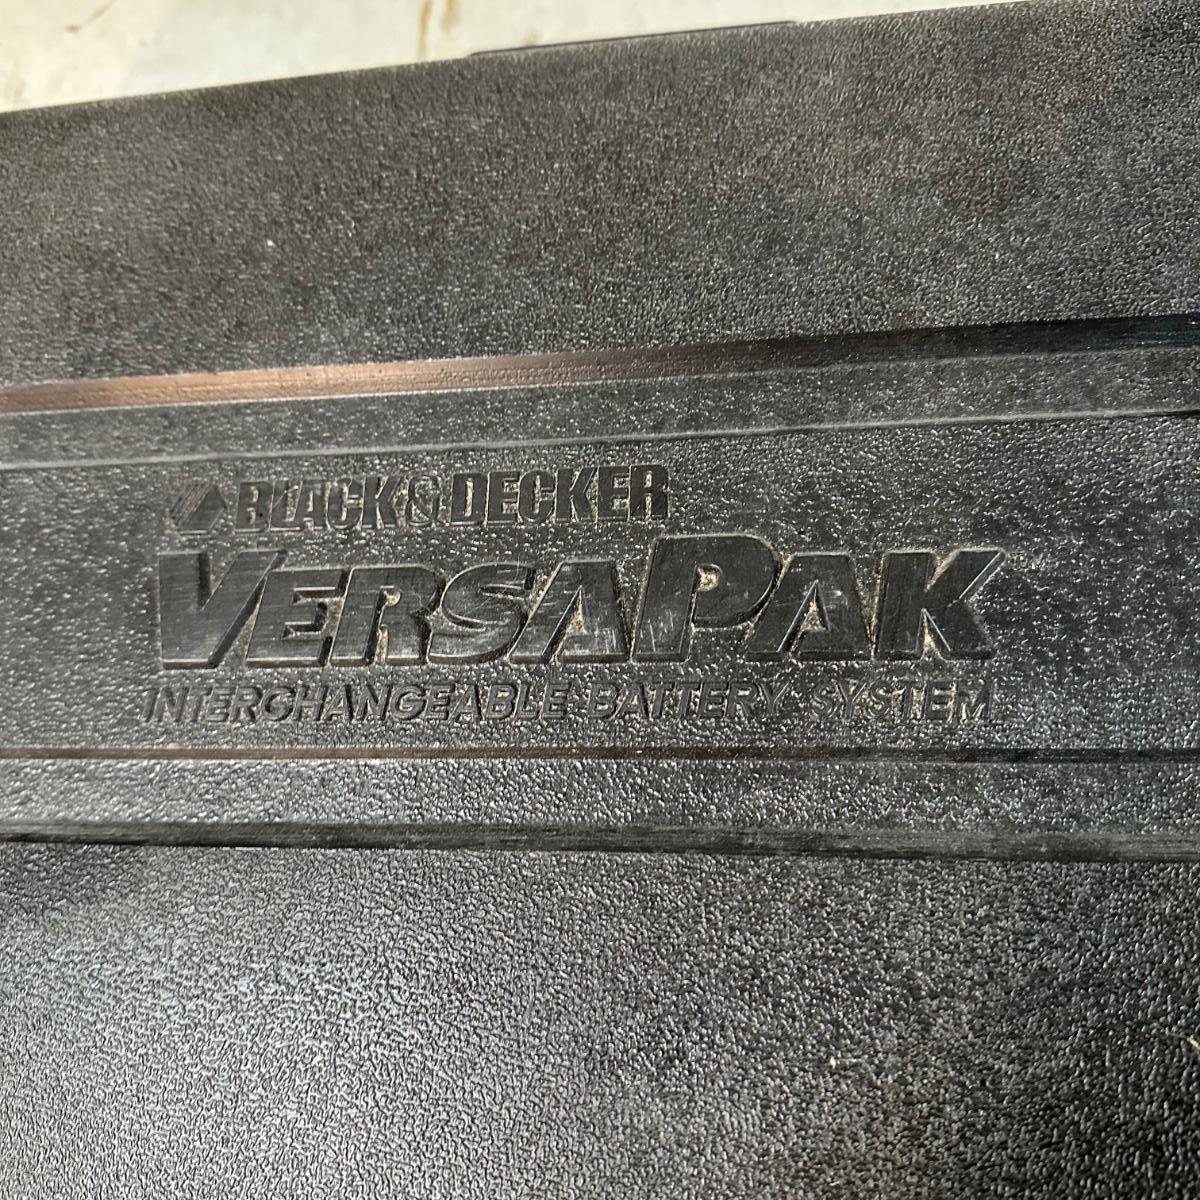 BLACK & DECKER
VERSAPAK
INTERCHANGEABLE BATTERY SYSTEM